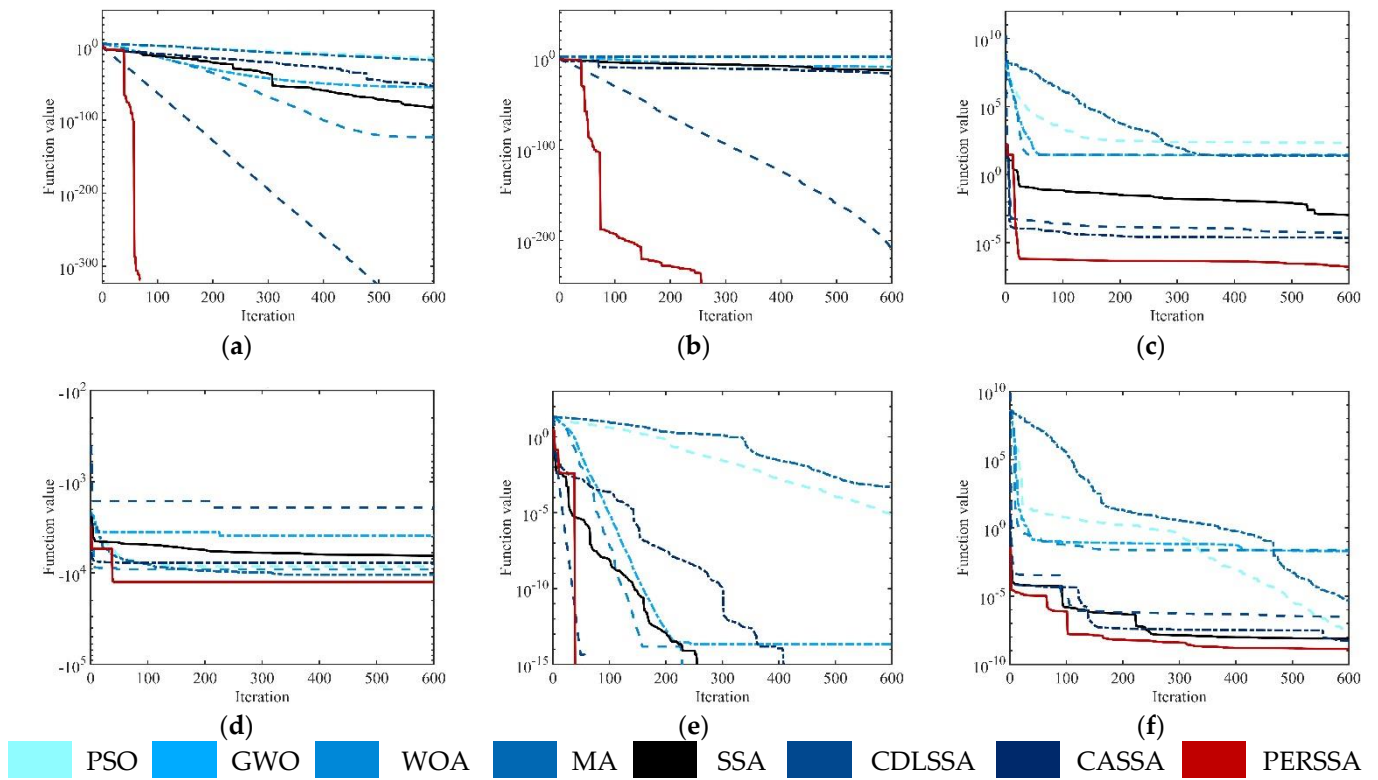 10^0
10^-100
10^-200
10^-300
Function value
0 100 200 300 400 500 600
Iteration
(a)
10^0
10^-100
10^-200
Function value
0 100 200 300 400 500 600
Iteration
(b)
10^10
10^5
10^0
10^-5
Function value
0 100 200 300 400 500 600
Iteration
(c)
-10^2
-10^3
-10^4
-10^5
Function value
0 100 200 300 400 500 600
Iteration
(d)
10^0
10^-5
10^-10
10^-15
Function value
0 100 200 300 400 500 600
Iteration
(e)
10^10
10^5
10^0
10^-5
10^-10
Function value
0 100 200 300 400 500 600
Iteration
(f)
PSO GWO WOA MA SSA CDLSSA CASSA PERSSA